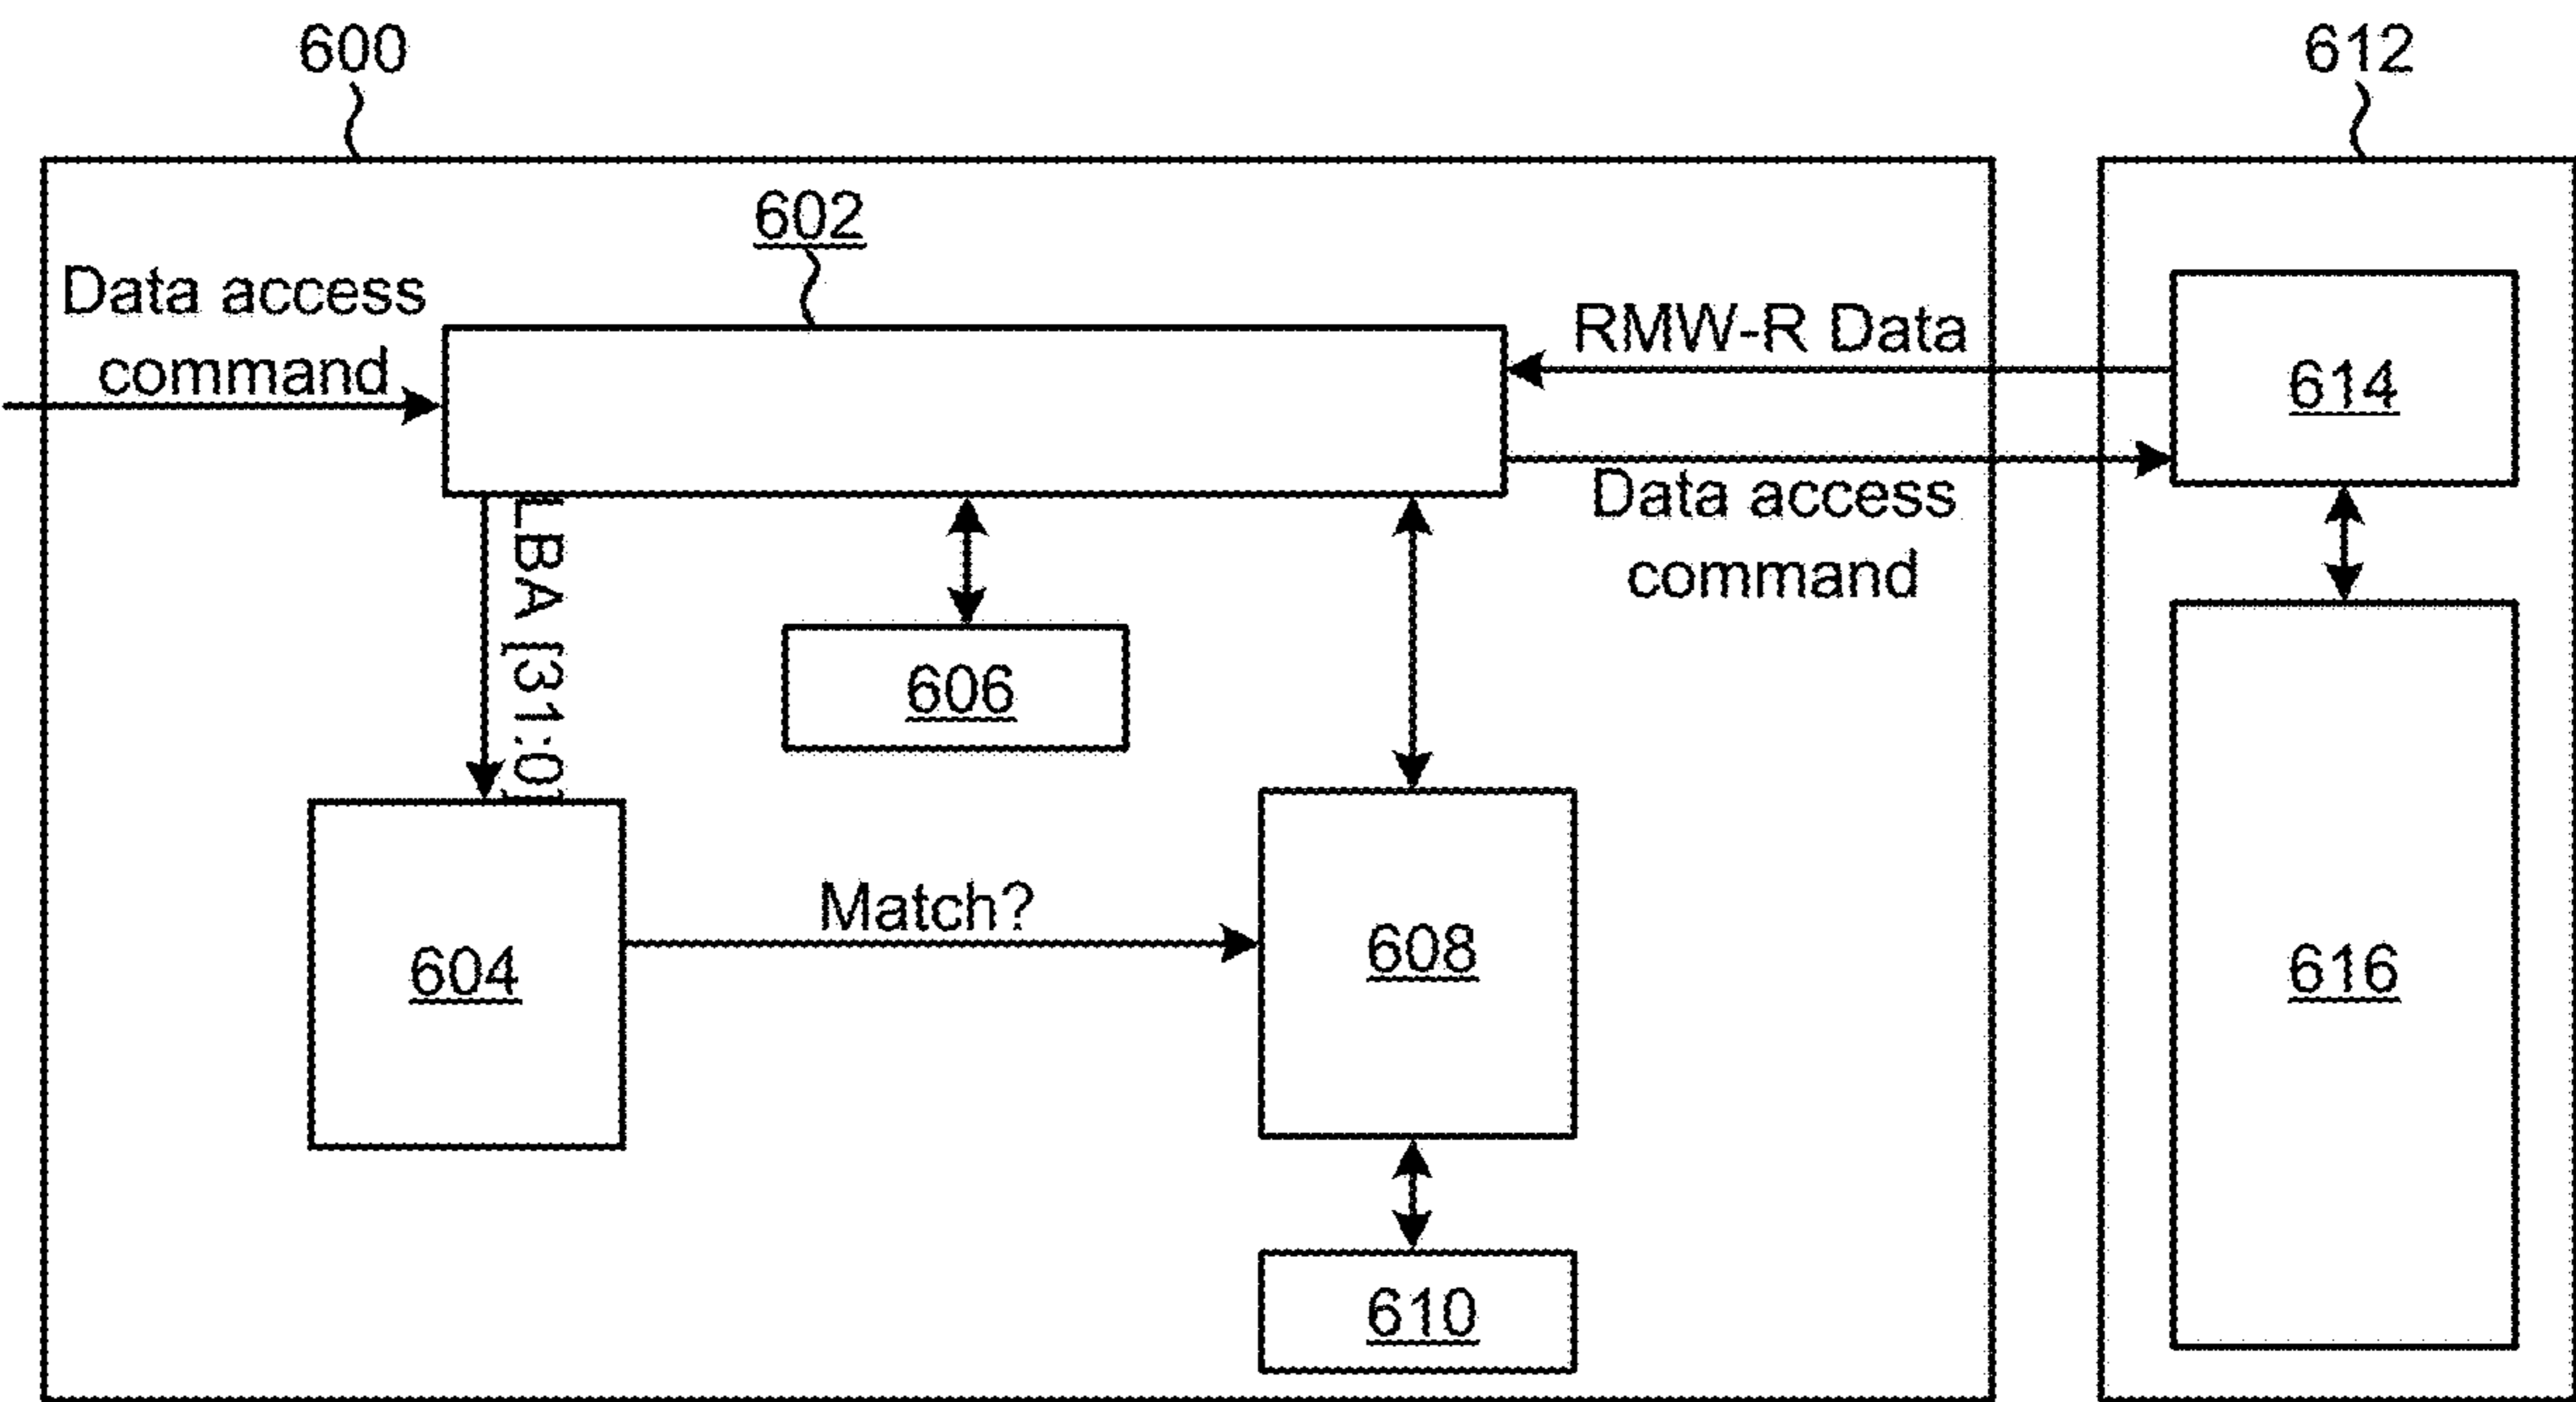 600
612
602
Data access
command
RMW-R Data
614
Data access
command
LBA [31:0]
606
Match?
604
608
616
610